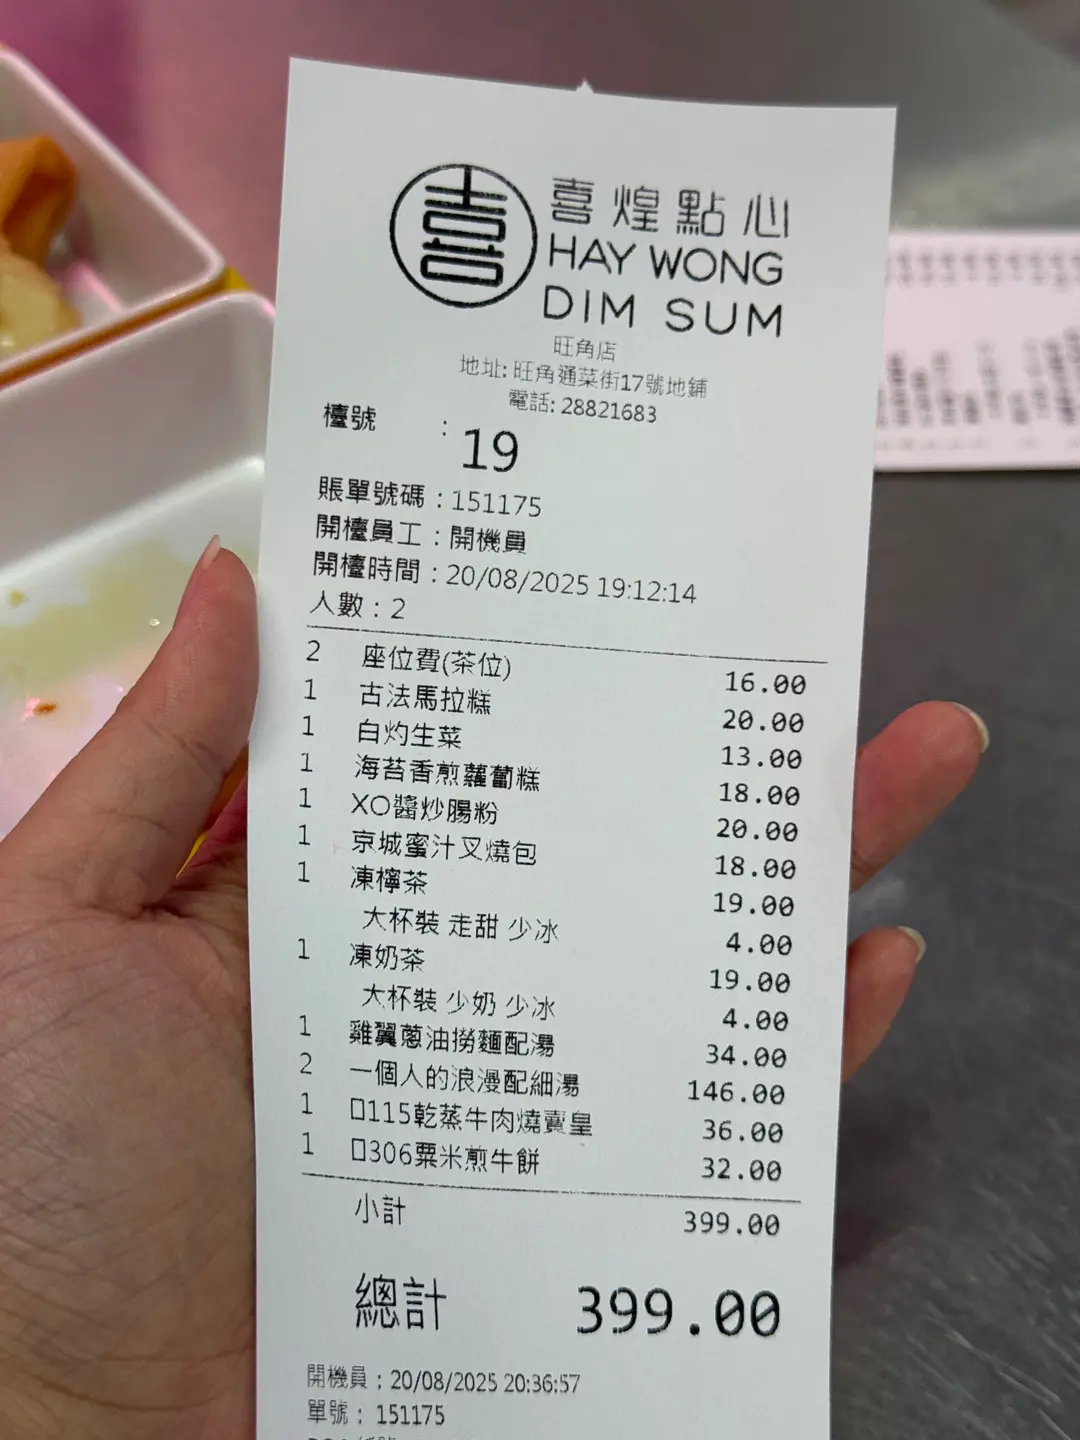 喜
喜煌點心
HAY WONG
DIM SUM
旺角店
地址: 旺角通菜街17號地鋪
電話: 28821683
檯號 : 19
賬單號碼 : 151175
開檯員工 : 開機員
開檯時間 : 20/08/2025 19:12:14
人數 : 2
2 座位費(茶位) 16.00
1 古法馬拉糕 20.00
1 白灼生菜 13.00
1 海苔香煎蘿蔔糕 18.00
1 XO醬炒腸粉 20.00
1 京城蜜汁叉燒包 18.00
1 凍檸茶 19.00
大杯裝 走甜 少冰 4.00
1 凍奶茶 19.00
大杯裝 少奶 少冰 4.00
1 雞翼蔥油撈麵配湯 34.00
2 一個人的浪漫配細湯 146.00
1 □115乾蒸牛肉燒賣皇 36.00
1 □306粟米煎牛餅 32.00
小計 399.00
總計 399.00
開機員 : 20/08/2025 20:36:57
單號 : 151175